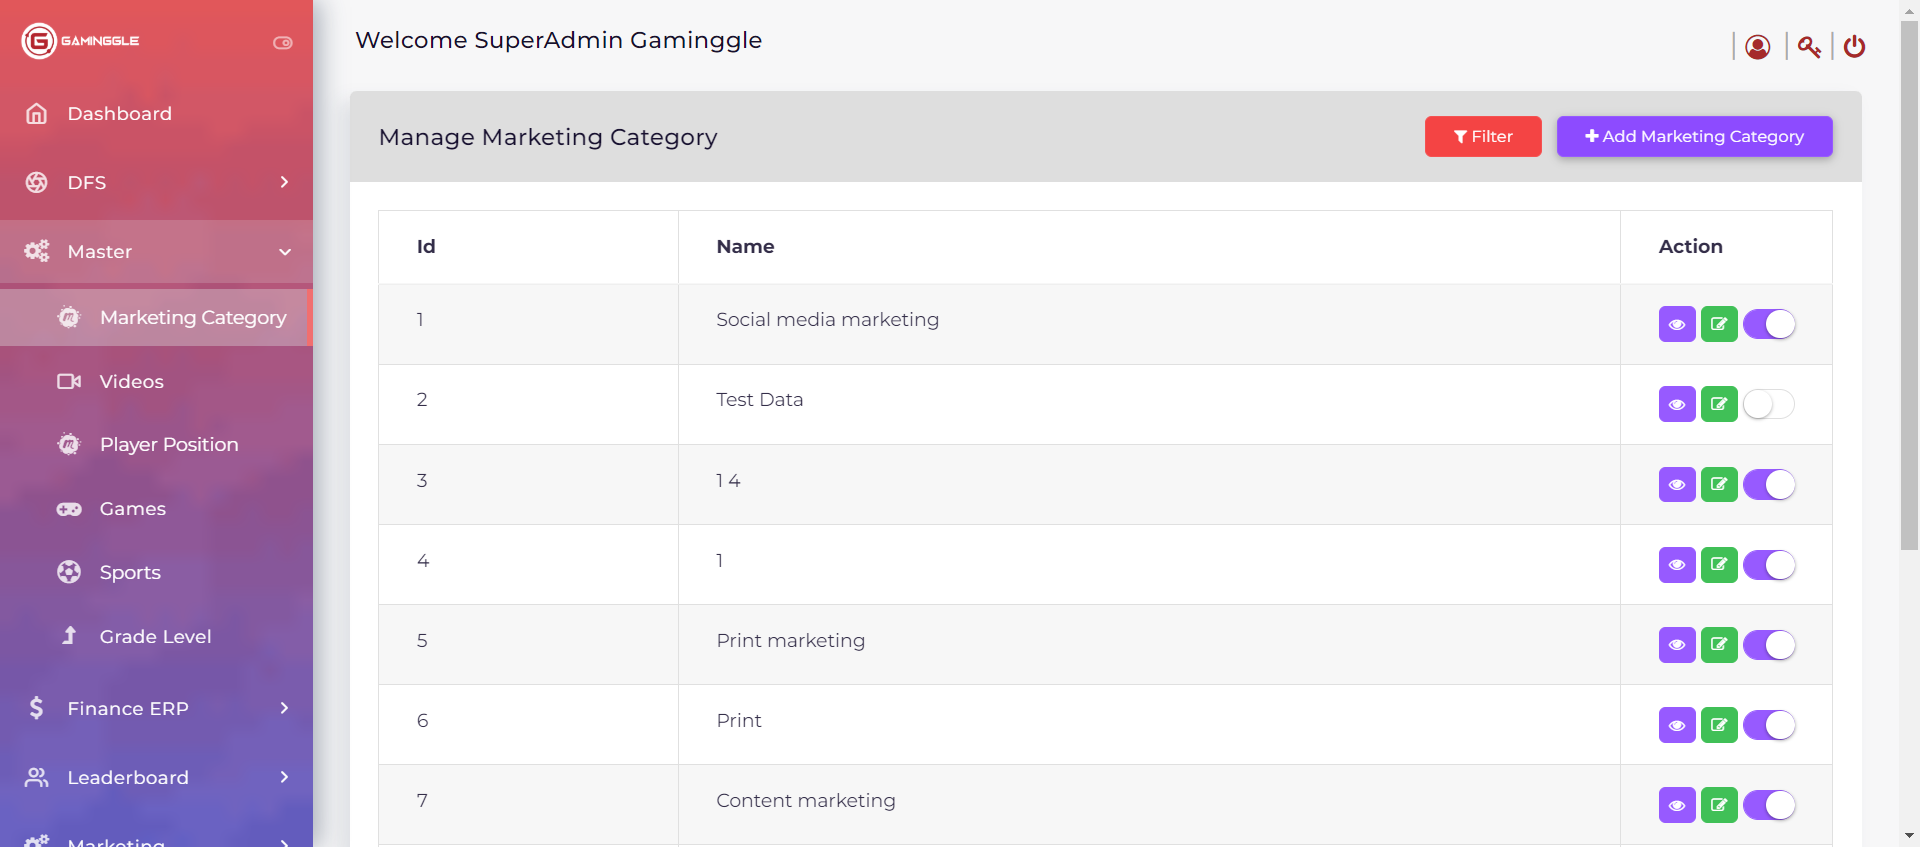 GAMINGGLE
Welcome SuperAdmin Gaminggle
Dashboard
DFS
Master
Marketing Category
Videos
Player Position
Games
Sports
Grade Level
Finance ERP
Leaderboard
Marketing
Manage Marketing Category
Filter
Add Marketing Category
Id Name Action
1 Social media marketing
2 Test Data
3 1 4
4 1
5 Print marketing
6 Print
7 Content marketing